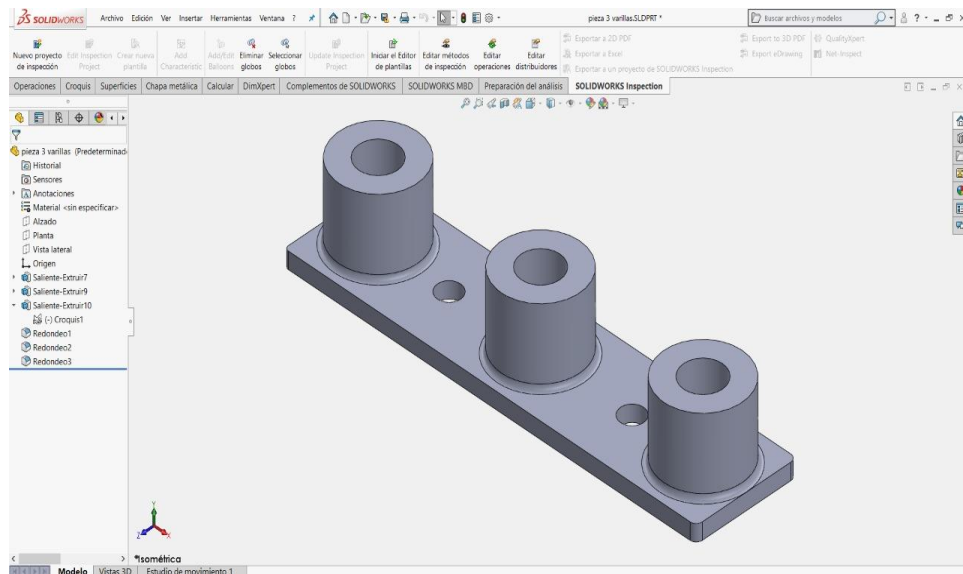 SOLIDWORKS Archivo Edición Ver Insertar Herramientas Ventana ? pieza 3 varillas.SLDPRT * Buscar archivos y modelos ?
Nuevo proyecto de inspección
Edit Inspection Project
Crear nueva plantilla
Add Characteristic
Add/Edit Balloons
Eliminar globos
Seleccionar globos
Update Inspection Project
Iniciar el Editor de plantillas
Editar métodos de inspección
Editar operaciones
Editar distribuidores
Exportar a 2D PDF
Exportar a Excel
Exportar a un proyecto de SOLIDWORKS Inspection
Export to 3D PDF
Export eDrawing
QualityXpert
Net-Inspect
Operaciones Croquis Superficies Chapa metálica Calcular DimXpert Complementos de SOLIDWORKS SOLIDWORKS MBD Preparación del análisis SOLIDWORKS Inspection
pieza 3 varillas (Predeterminad
Historial
Sensores
Anotaciones
Material <sin especificar>
Alzado
Planta
Vista lateral
Origen
Saliente-Extruir7
Saliente-Extruir9
Saliente-Extruir10
(-) Croquis1
Redondeo1
Redondeo2
Redondeo3
Y
Z X
*Isométrica
Modelo Vistas 3D Estudio de movimiento 1